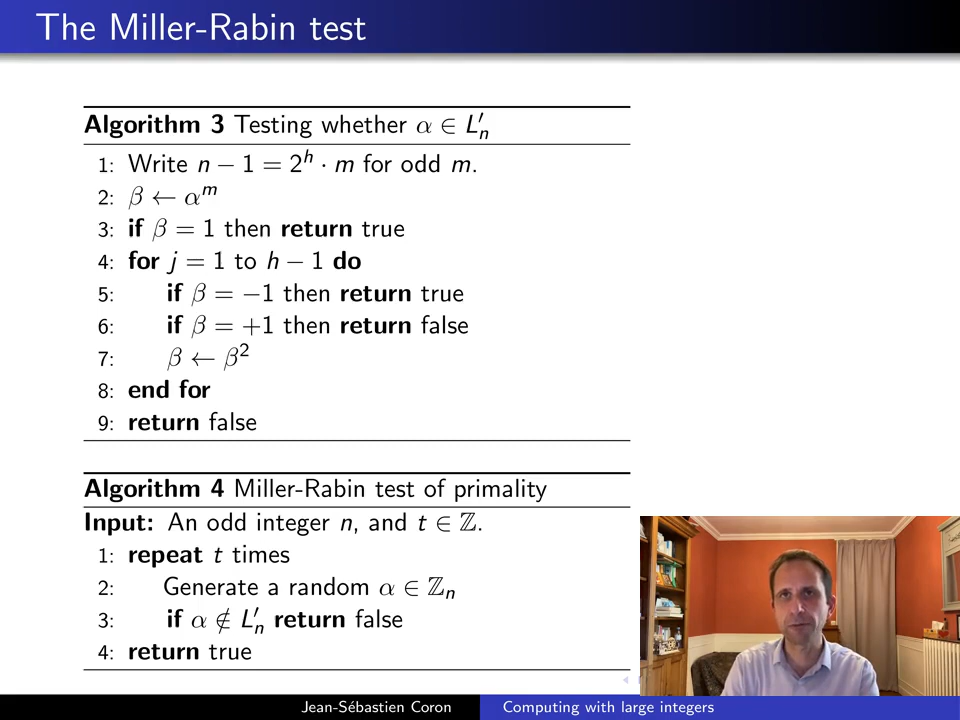 The Miller-Rabin test
Algorithm 3 Testing whether α ∈ L′ₙ
1: Write n − 1 = 2ʰ · m for odd m.
2: β ← αᵐ
3: if β = 1 then return true
4: for j = 1 to h − 1 do
5: if β = −1 then return true
6: if β = +1 then return false
7: β ← β²
8: end for
9: return false
Algorithm 4 Miller-Rabin test of primality
Input: An odd integer n, and t ∈ ℤ.
1: repeat t times
2: Generate a random α ∈ ℤₙ
3: if α ∉ L′ₙ return false
4: return true
Jean-Sébastien Coron Computing with large integers